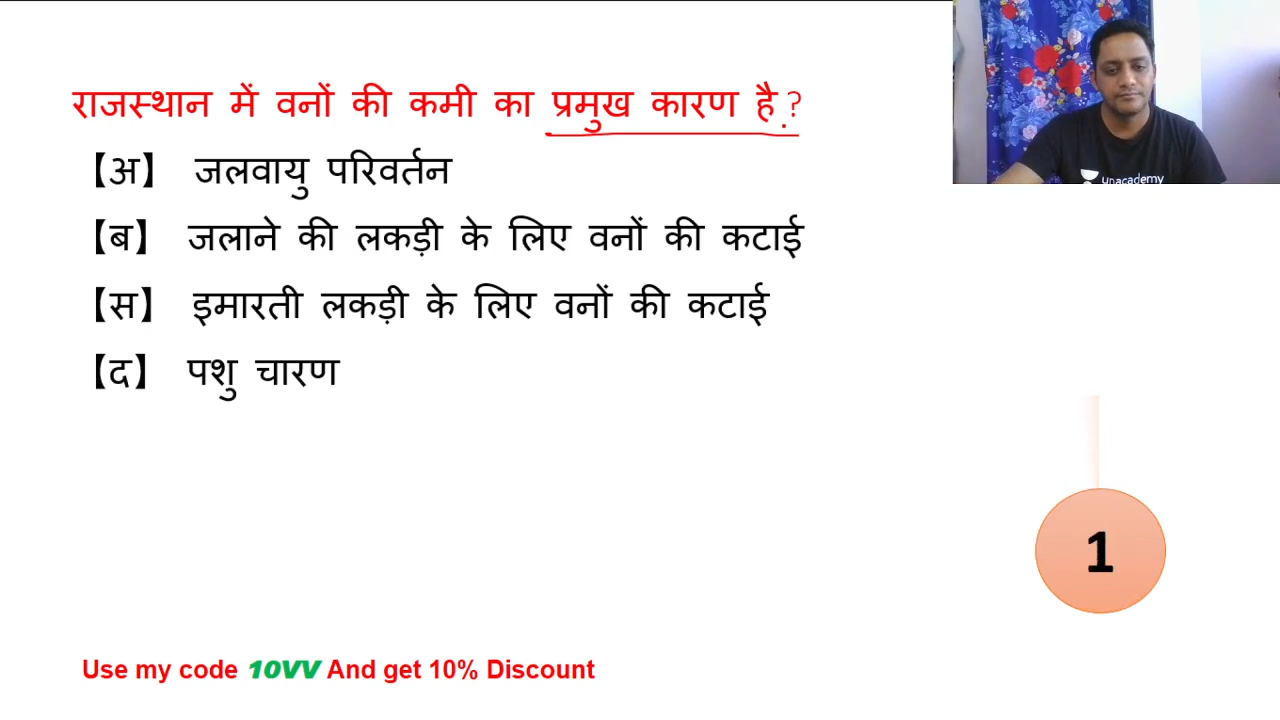 राजस्थान में वनों की कमी का प्रमुख कारण है ?
【अ】 जलवायु परिवर्तन
【ब】 जलाने की लकड़ी के लिए वनों की कटाई
【स】 इमारती लकड़ी के लिए वनों की कटाई
【द】 पशु चारण
unacademy
1
Use my code 10VV And get 10% Discount